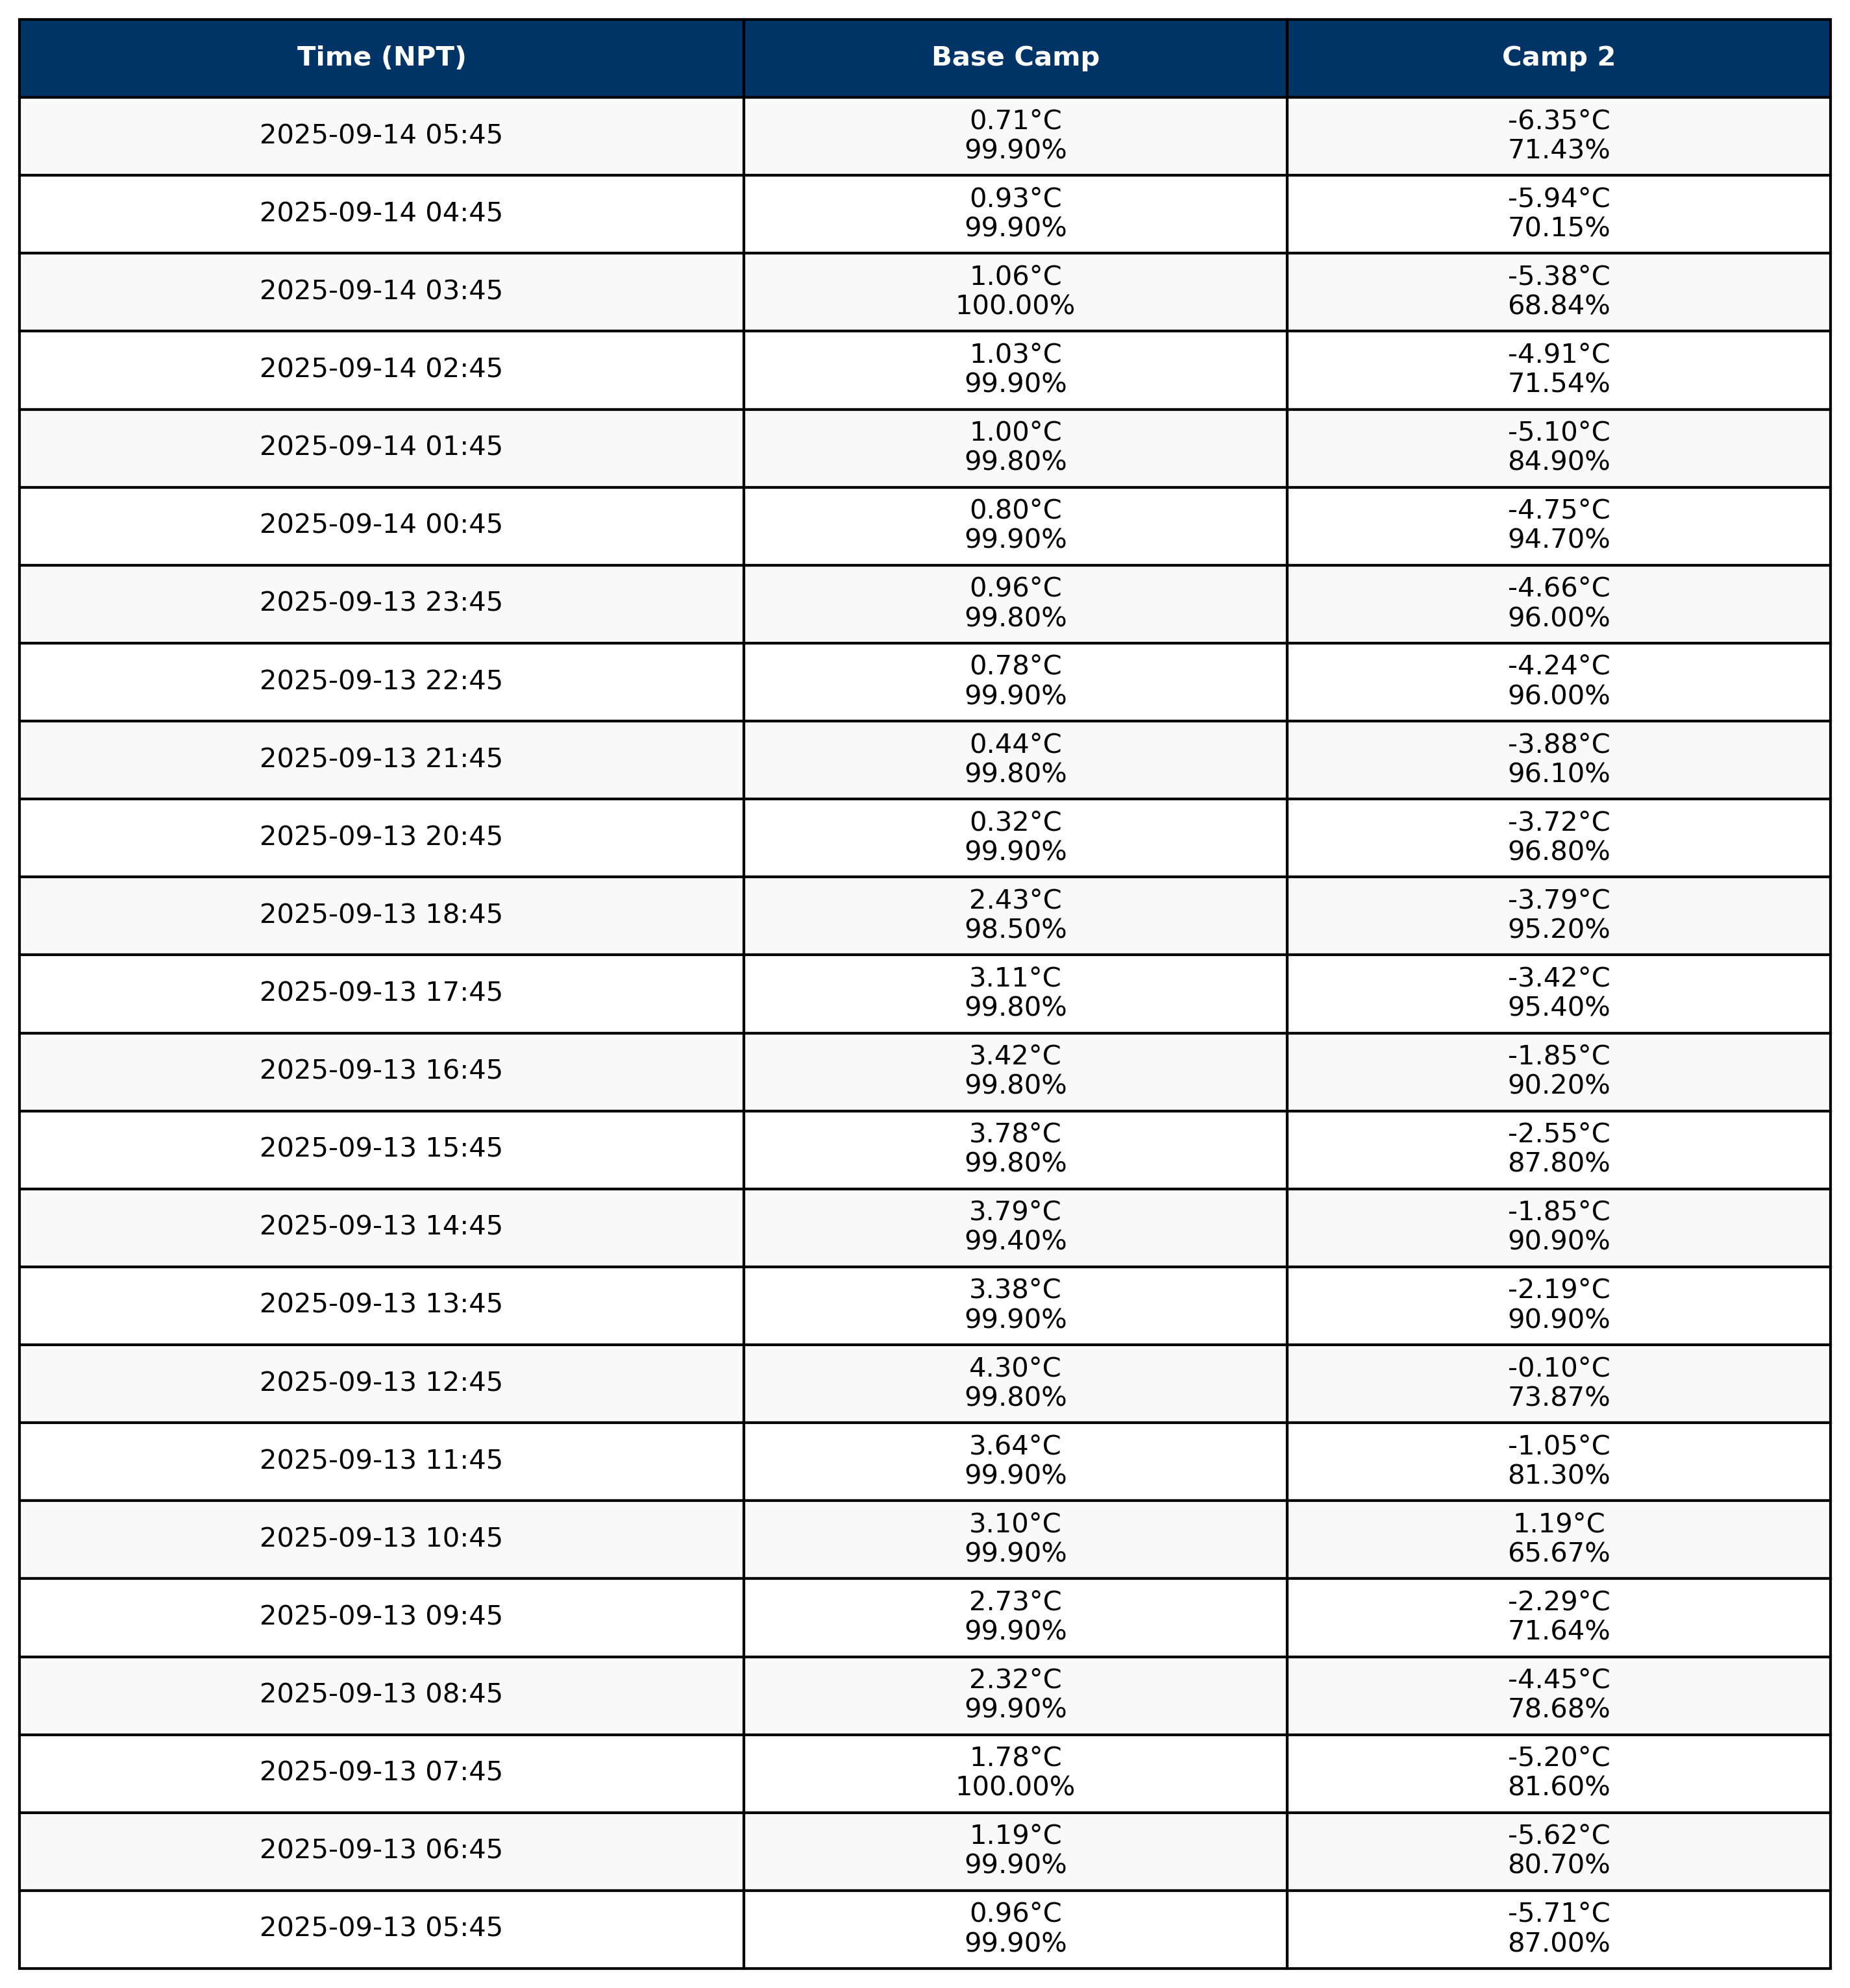 Time (NPT) Base Camp Camp 2
2025-09-14 05:45 0.71°C -6.35°C
99.90% 71.43%
2025-09-14 04:45 0.93°C -5.94°C
99.90% 70.15%
2025-09-14 03:45 1.06°C -5.38°C
100.00% 68.84%
2025-09-14 02:45 1.03°C -4.91°C
99.90% 71.54%
2025-09-14 01:45 1.00°C -5.10°C
99.80% 84.90%
2025-09-14 00:45 0.80°C -4.75°C
99.90% 94.70%
2025-09-13 23:45 0.96°C -4.66°C
99.80% 96.00%
2025-09-13 22:45 0.78°C -4.24°C
99.90% 96.00%
2025-09-13 21:45 0.44°C -3.88°C
99.80% 96.10%
2025-09-13 20:45 0.32°C -3.72°C
99.90% 96.80%
2025-09-13 18:45 2.43°C -3.79°C
98.50% 95.20%
2025-09-13 17:45 3.11°C -3.42°C
99.80% 95.40%
2025-09-13 16:45 3.42°C -1.85°C
99.80% 90.20%
2025-09-13 15:45 3.78°C -2.55°C
99.80% 87.80%
2025-09-13 14:45 3.79°C -1.85°C
99.40% 90.90%
2025-09-13 13:45 3.38°C -2.19°C
99.90% 90.90%
2025-09-13 12:45 4.30°C -0.10°C
99.80% 73.87%
2025-09-13 11:45 3.64°C -1.05°C
99.90% 81.30%
2025-09-13 10:45 3.10°C 1.19°C
99.90% 65.67%
2025-09-13 09:45 2.73°C -2.29°C
99.90% 71.64%
2025-09-13 08:45 2.32°C -4.45°C
99.90% 78.68%
2025-09-13 07:45 1.78°C -5.20°C
100.00% 81.60%
2025-09-13 06:45 1.19°C -5.62°C
99.90% 80.70%
2025-09-13 05:45 0.96°C -5.71°C
99.90% 87.00%